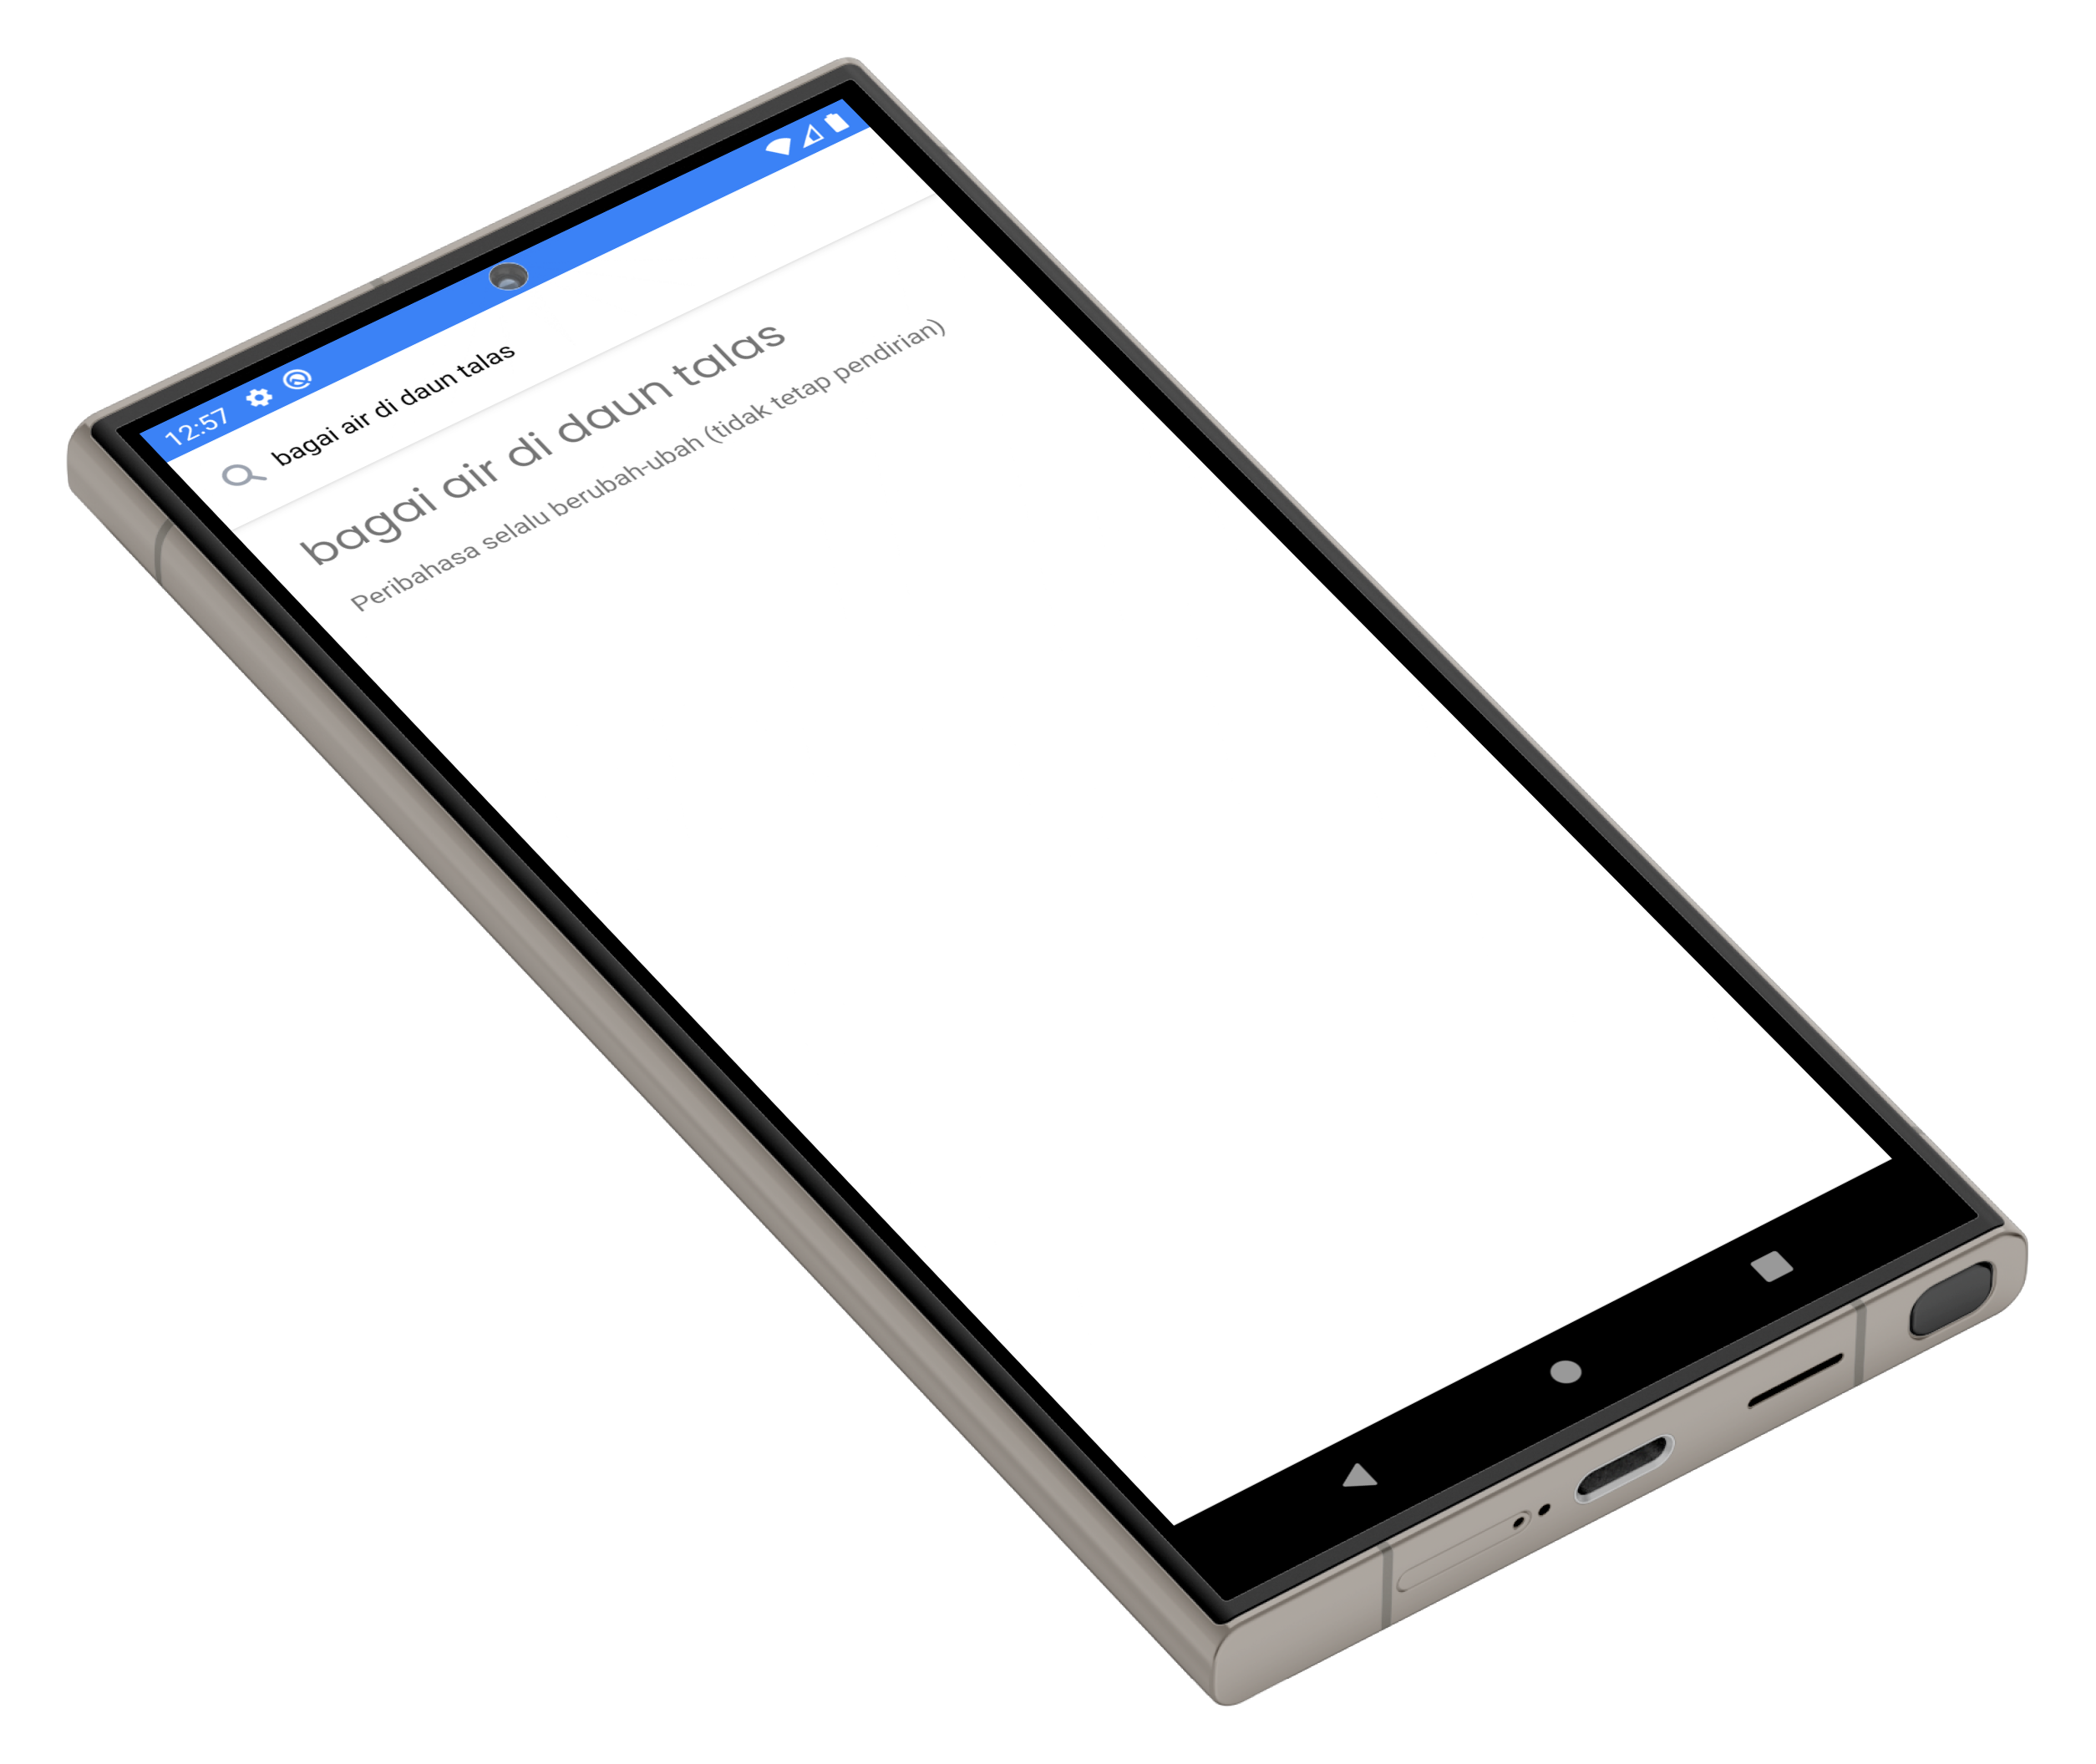 12:57
bagai air di daun talas
bagai air di daun talas
Peribahasa selalu berubah-ubah (tidak tetap pendirian)